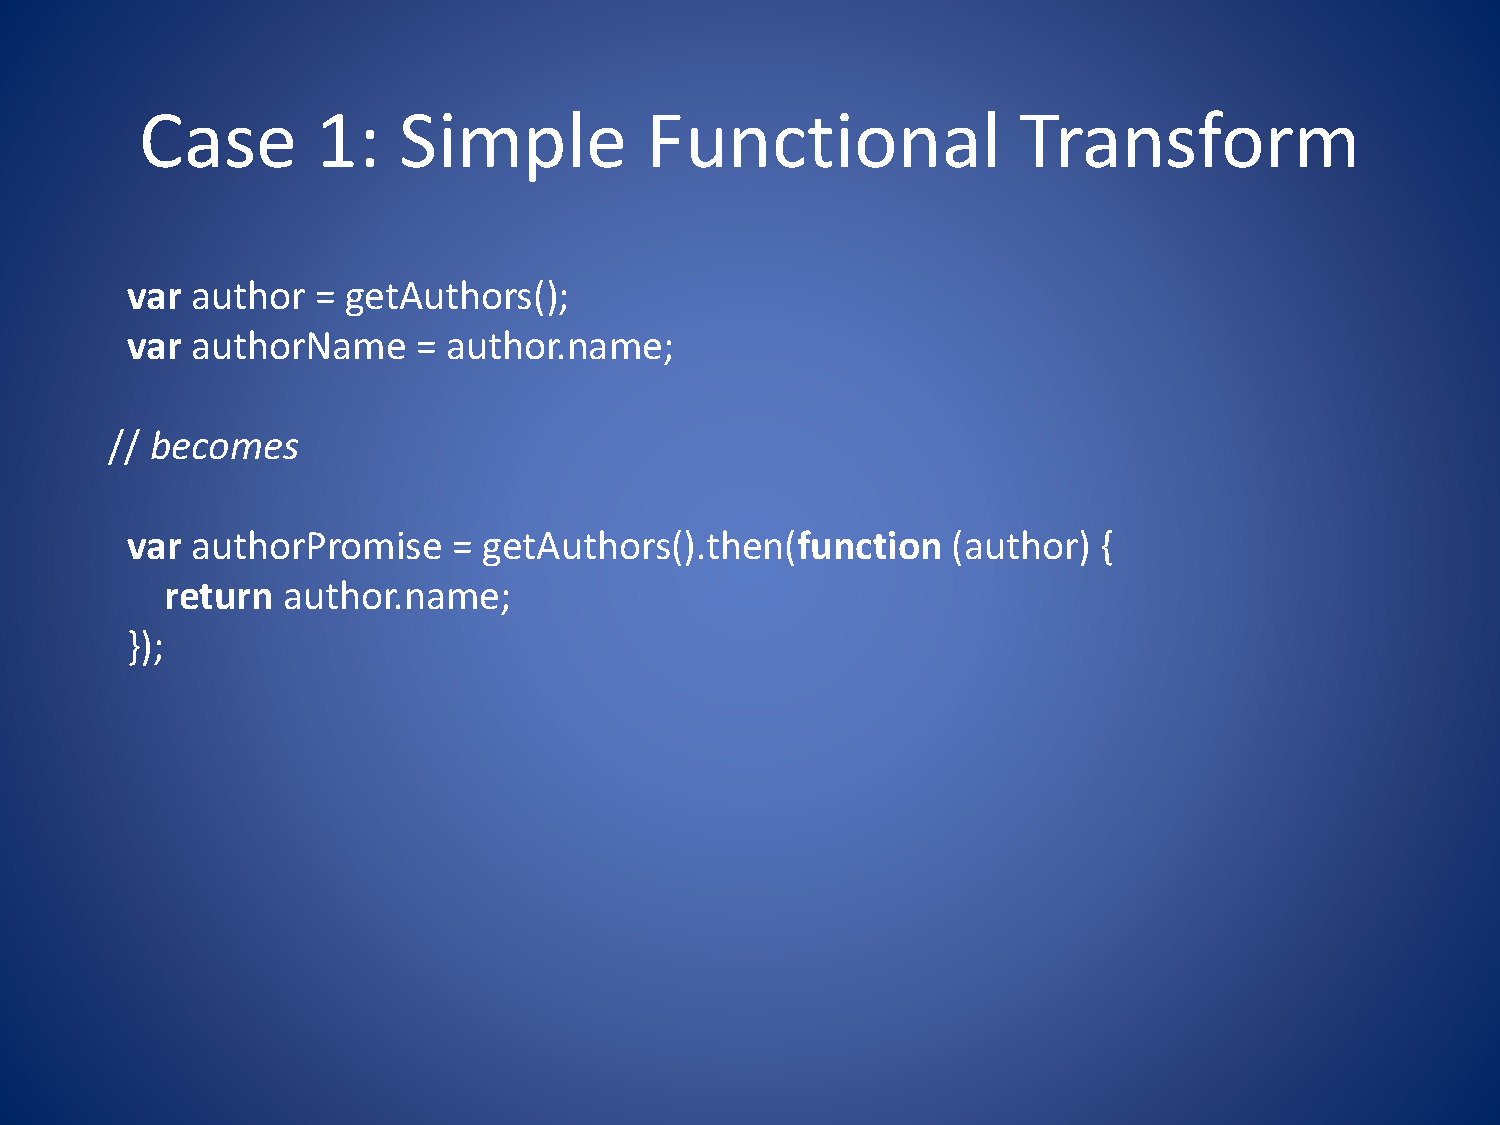 Case 1: Simple Functional Transform
var author = getAuthors();
var authorName = author.name;
// becomes
var authorPromise = getAuthors().then(function (author) {
return author.name;
});